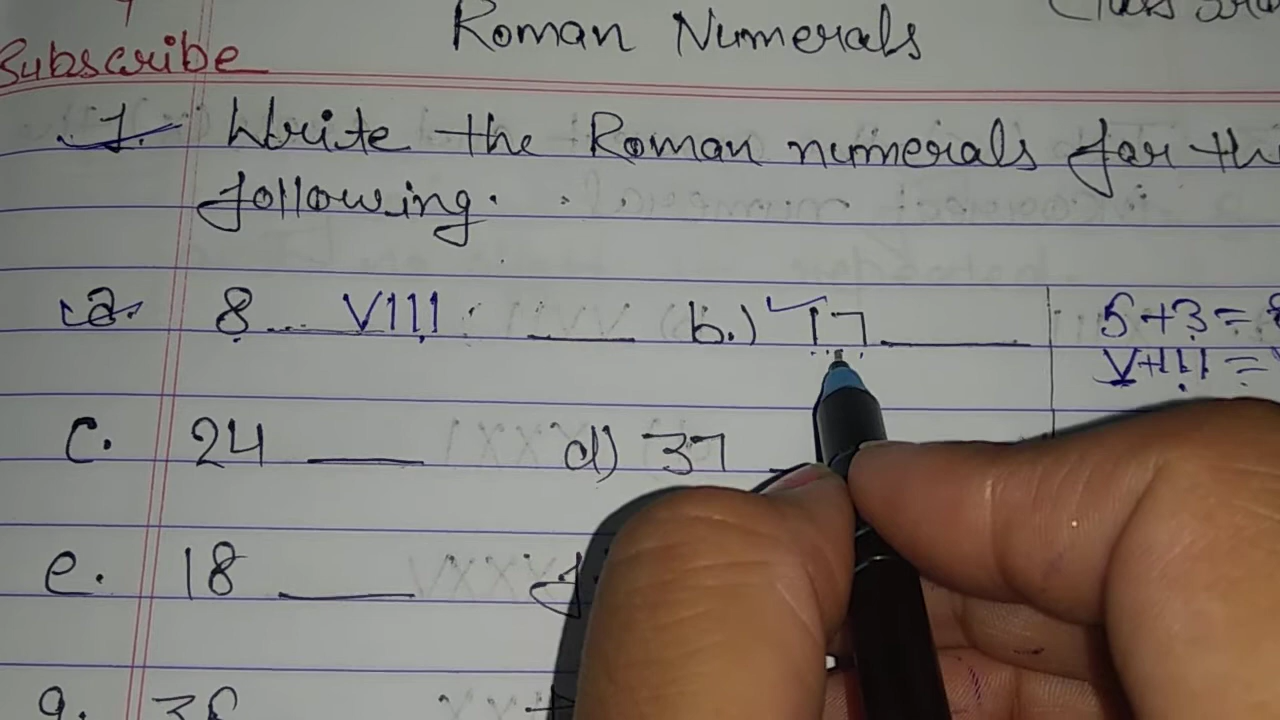 Roman Numerals
Subscribe
1. Write the Roman numerals for
following.
a. 8 VIII b.) 17
5+3=
V+III=
c. 24 d) 37
e. 18 f
g.